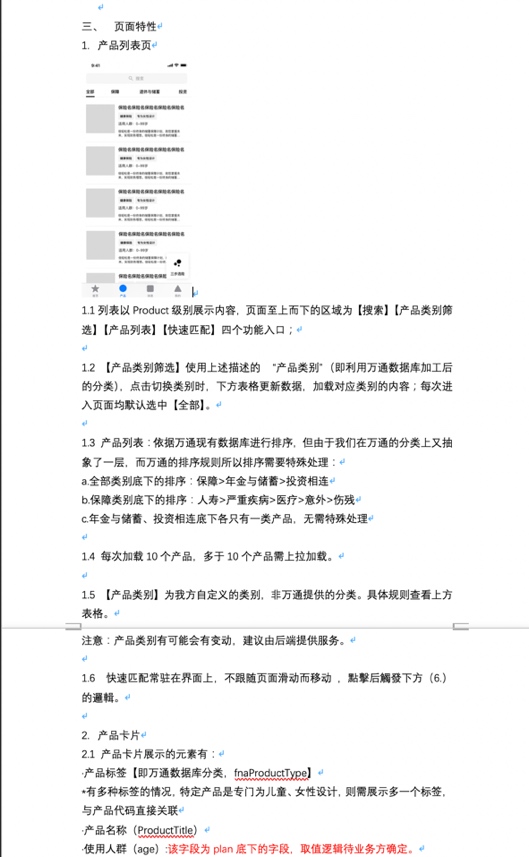 三、 页面特性
1. 产品列表页
9:41
搜索
全部 保障 年金与储蓄 投资
保险名保险名保险名保险名保险名
适用人群:0-99岁
保险名保险名保险名保险名保险名
适用人群:0-99岁
保险名保险名保险名保险名保险名
适用人群:0-99岁
保险名保险名保险名保险名保险名
适用人群:0-99岁
保险名保险名保险名保险
产品
1.1 列表以 Product 级别展示内容,页面至上而下的区域为【搜索】【产品类别筛
选】【产品列表】【快速匹配】四个功能入口;
1.2 【产品类别筛选】使用上述描述的 "产品类别"(即利用万通数据库加工后
的分类),点击切换类别时,下方表格更新数据,加载对应类别的内容;每次进
入页面均默认选中【全部】。
1.3 产品列表:依据万通现有数据库进行排序,但由于我们在万通的分类上又抽
象了一层,而万通的排序规则所以排序需要特殊处理:
a.全部类别底下的排序:保障>年金与储蓄>投资相连
b.保障类别底下的排序:人寿>严重疾病>医疗>意外>伤残
c.年金与储蓄、投资相连底下各只有一类产品,无需特殊处理
1.4 每次加载 10 个产品,多于 10 个产品需上拉加载。
1.5 【产品类别】为我方自定义的类别,非万通提供的分类。具体规则查看上方
表格。
注意:产品类别有可能会有变动,建议由后端提供服务。
1.6 快速匹配常驻在界面上,不跟随页面滑动而移动 ,點擊后觸發下方(6.)
的邏輯。
2. 产品卡片
2.1 产品卡片展示的元素有:
·产品标签【即万通数据库分类,fnaProductType】
*有多种标签的情况,特定产品是专门为儿童、女性设计,则需展示多一个标签,
与产品代码直接关联
·产品名称(ProductTitle)
·使用人群(age):该字段为 plan 底下的字段,取值逻辑待业务方确定。